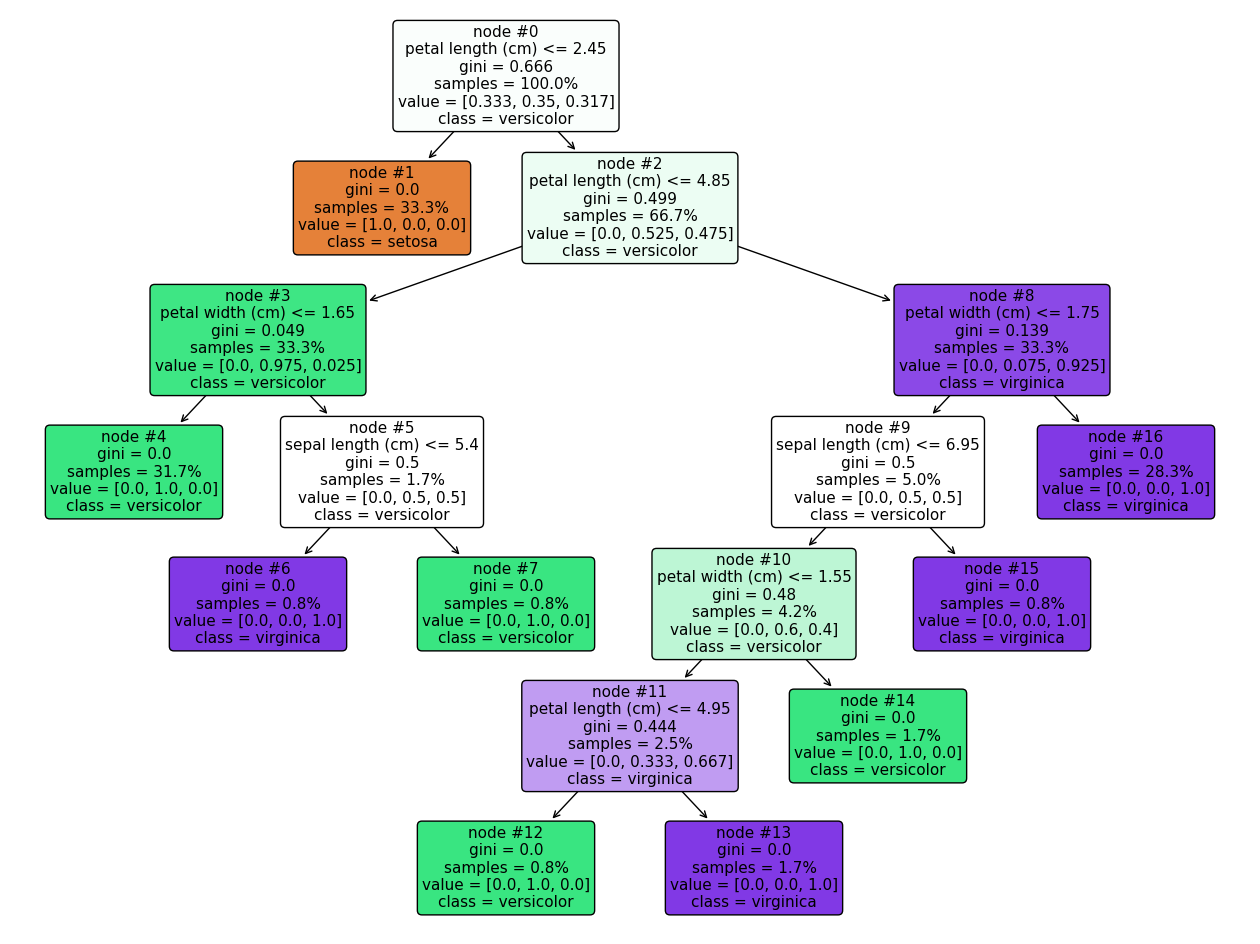 node #0
petal length (cm) <= 2.45
gini = 0.666
samples = 100.0%
value = [0.333, 0.35, 0.317]
class = versicolor
node #1
gini = 0.0
samples = 33.3%
value = [1.0, 0.0, 0.0]
class = setosa
node #2
petal length (cm) <= 4.85
gini = 0.499
samples = 66.7%
value = [0.0, 0.525, 0.475]
class = versicolor
node #3
petal width (cm) <= 1.65
gini = 0.049
samples = 33.3%
value = [0.0, 0.975, 0.025]
class = versicolor
node #8
petal width (cm) <= 1.75
gini = 0.139
samples = 33.3%
value = [0.0, 0.075, 0.925]
class = virginica
node #4
gini = 0.0
samples = 31.7%
value = [0.0, 1.0, 0.0]
class = versicolor
node #5
sepal length (cm) <= 5.4
gini = 0.5
samples = 1.7%
value = [0.0, 0.5, 0.5]
class = versicolor
node #9
sepal length (cm) <= 6.95
gini = 0.5
samples = 5.0%
value = [0.0, 0.5, 0.5]
class = versicolor
node #16
gini = 0.0
samples = 28.3%
value = [0.0, 0.0, 1.0]
class = virginica
node #6
gini = 0.0
samples = 0.8%
value = [0.0, 0.0, 1.0]
class = virginica
node #7
gini = 0.0
samples = 0.8%
value = [0.0, 1.0, 0.0]
class = versicolor
node #10
petal width (cm) <= 1.55
gini = 0.48
samples = 4.2%
value = [0.0, 0.6, 0.4]
class = versicolor
node #15
gini = 0.0
samples = 0.8%
value = [0.0, 0.0, 1.0]
class = virginica
node #11
petal length (cm) <= 4.95
gini = 0.444
samples = 2.5%
value = [0.0, 0.333, 0.667]
class = virginica
node #14
gini = 0.0
samples = 1.7%
value = [0.0, 1.0, 0.0]
class = versicolor
node #12
gini = 0.0
samples = 0.8%
value = [0.0, 1.0, 0.0]
class = versicolor
node #13
gini = 0.0
samples = 1.7%
value = [0.0, 0.0, 1.0]
class = virginica